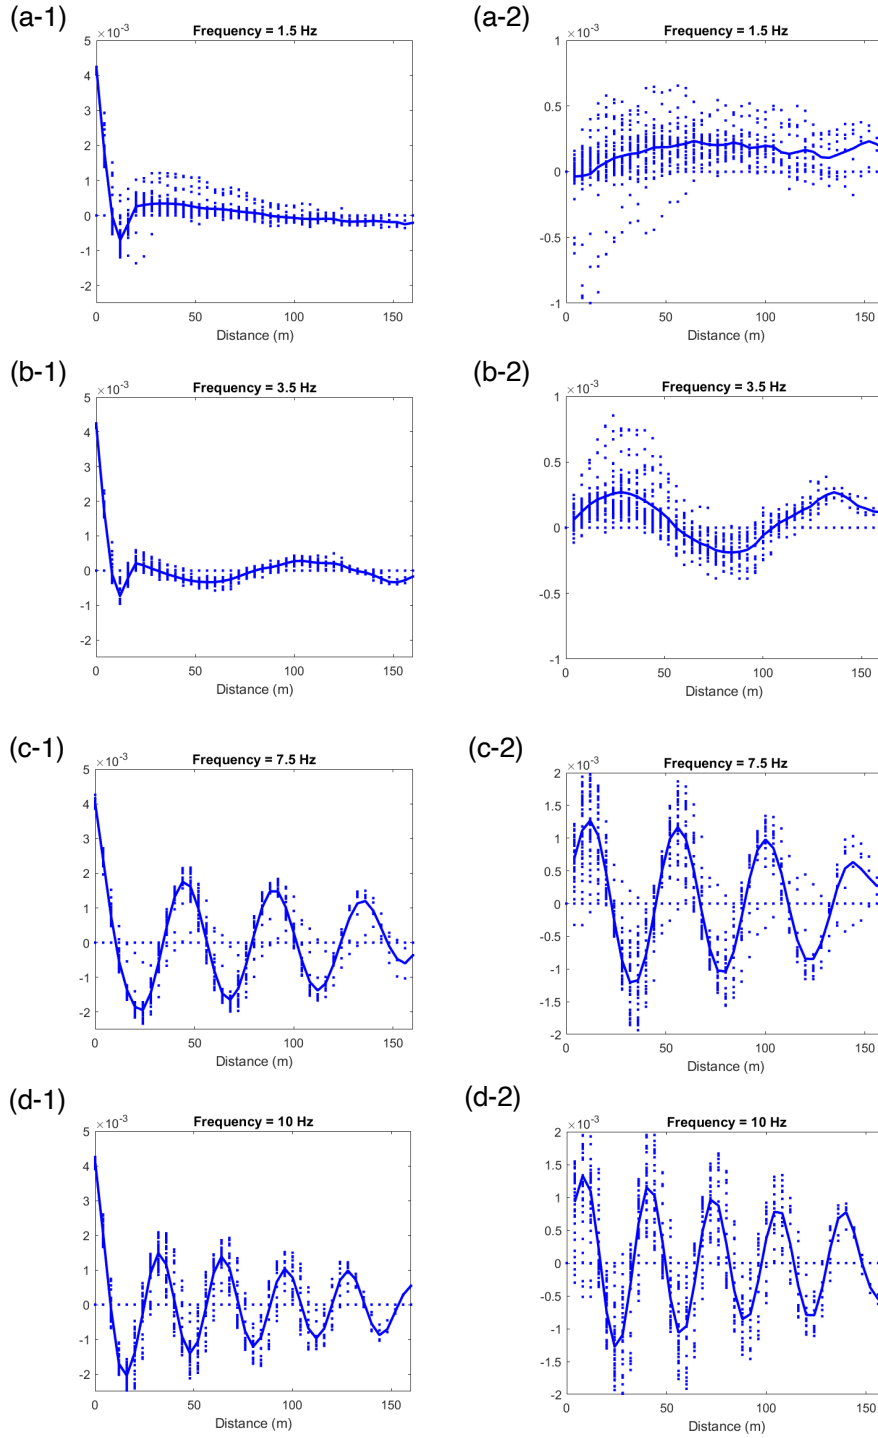 (a-1) (a-2)
Frequency = 1.5 Hz Frequency = 1.5 Hz
×10⁻³ ×10⁻³
5 4 3 2 1 0 -1 -2
0 50 100 150
Distance (m)
1 0.5 0 -0.5 -1
0 50 100 150
Distance (m)
(b-1) (b-2)
Frequency = 3.5 Hz Frequency = 3.5 Hz
×10⁻³ ×10⁻³
5 4 3 2 1 0 -1 -2
0 50 100 150
Distance (m)
1 0.5 0 -0.5 -1
0 50 100 150
Distance (m)
(c-1) (c-2)
Frequency = 7.5 Hz Frequency = 7.5 Hz
×10⁻³ ×10⁻³
5 4 3 2 1 0 -1 -2
0 50 100 150
Distance (m)
2 1.5 1 0.5 0 -0.5 -1 -1.5 -2
0 50 100 150
Distance (m)
(d-1) (d-2)
Frequency = 10 Hz Frequency = 10 Hz
×10⁻³ ×10⁻³
5 4 3 2 1 0 -1 -2
0 50 100 150
Distance (m)
2 1.5 1 0.5 0 -0.5 -1 -1.5 -2
0 50 100 150
Distance (m)